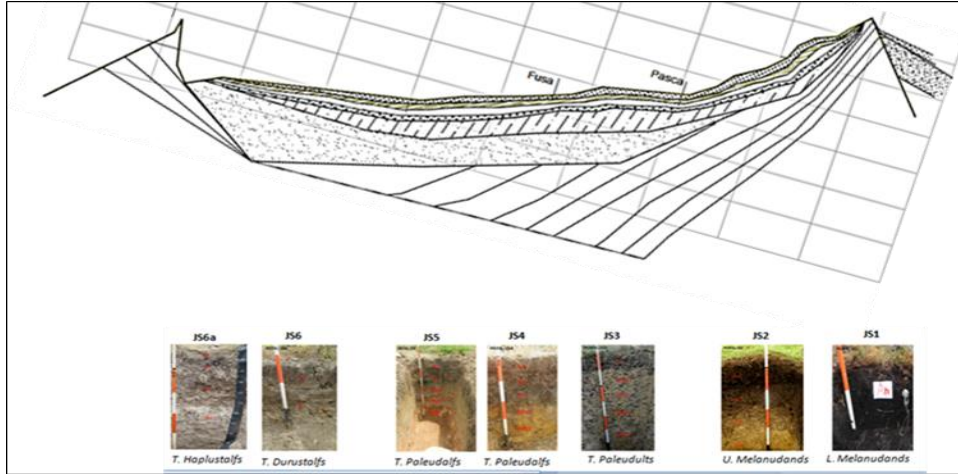 Fusa
Pasca
JS6a
JS6
JS5
JS4
JS3
JS2
JS1
T. Haplustalfs
T. Durustalfs
T. Paleudalfs
T. Paleudalfs
T. Paleudults
U. Melanudands
L. Melanudands